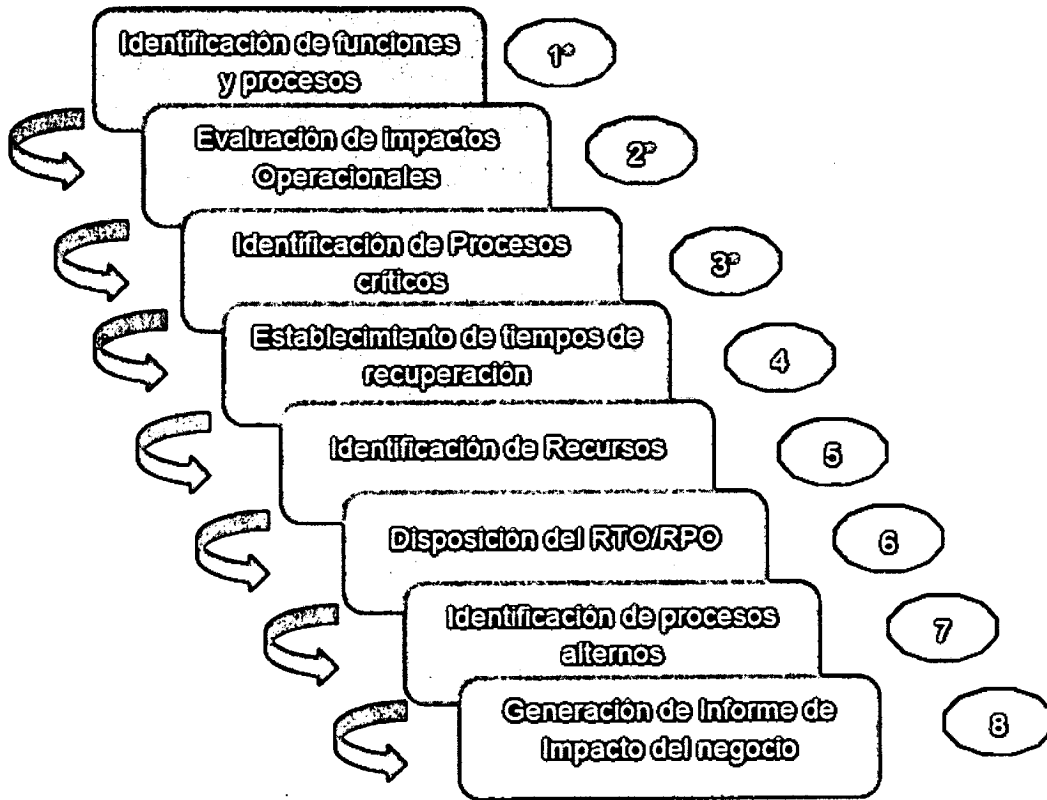 Identificación de funciones
y procesos
1*
Evaluación de impactos
Operacionales
2*
Identificación de Procesos
críticos
3*
Establecimiento de tiempos de
recuperación
4
Identificación de Recursos
5
Disposición del RTO/RPO
6
Identificación de procesos
alternos
7
Generación de Informe de
Impacto del negocio
8